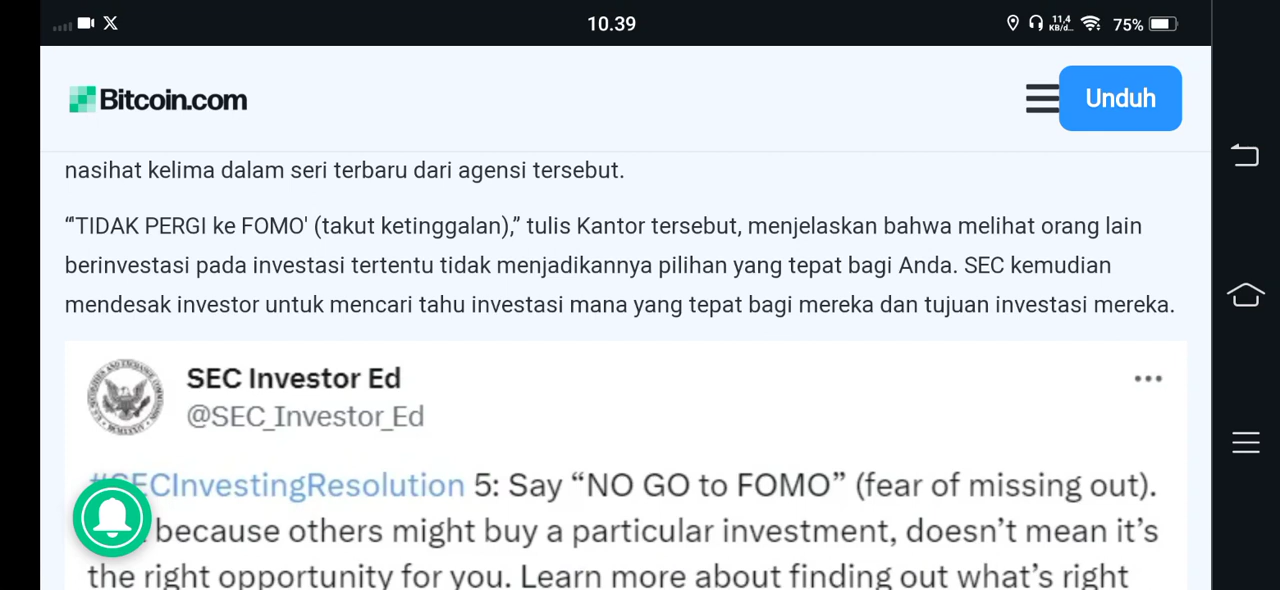 10.39
11,4
KB/d...
75%
Bitcoin.com
Unduh
nasihat kelima dalam seri terbaru dari agensi tersebut.
“'TIDAK PERGI ke FOMO' (takut ketinggalan),” tulis Kantor tersebut, menjelaskan bahwa melihat orang lain
berinvestasi pada investasi tertentu tidak menjadikannya pilihan yang tepat bagi Anda. SEC kemudian
mendesak investor untuk mencari tahu investasi mana yang tepat bagi mereka dan tujuan investasi mereka.
SEC Investor Ed
@SEC_Investor_Ed
#SECInvestingResolution 5: Say “NO GO to FOMO” (fear of missing out).
because others might buy a particular investment, doesn’t mean it’s
the right opportunity for you. Learn more about finding out what’s right